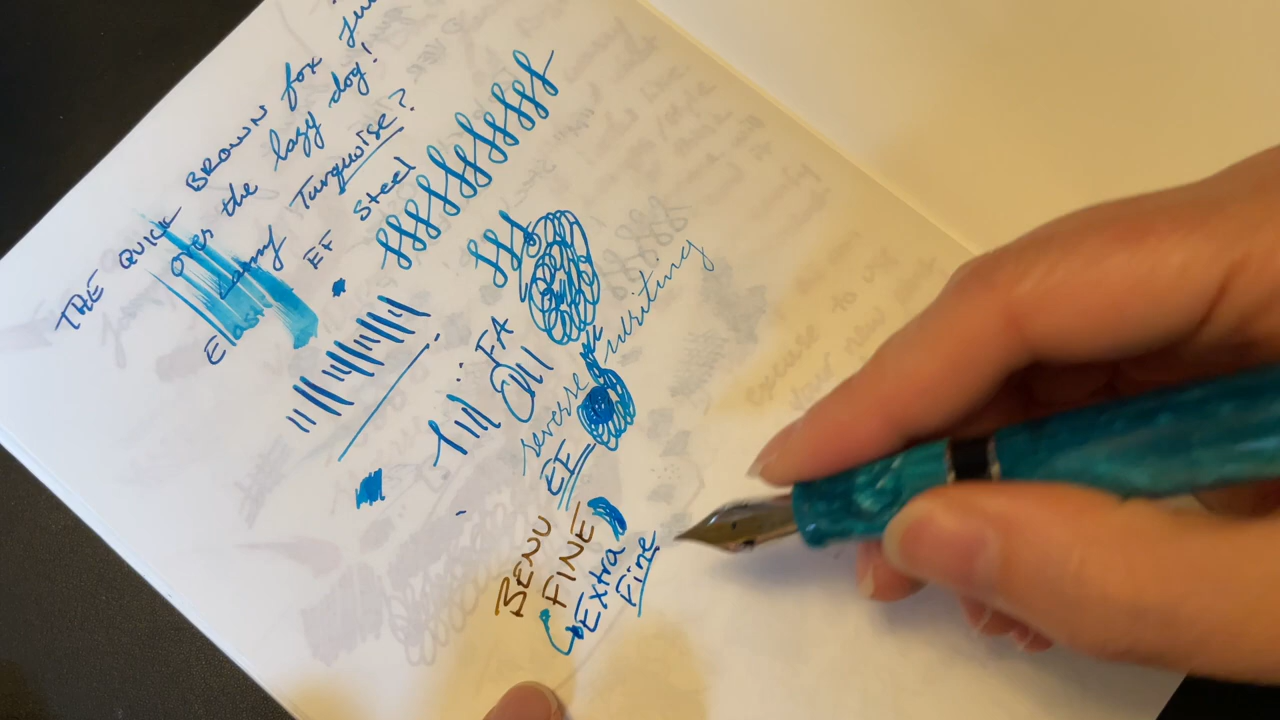 THE QUICK BROWN fox
over the lazy dog!
Lamy Turquoise?
EF Steel
FA
reverse writing
EF
BENU
FINE
Extra
Fine